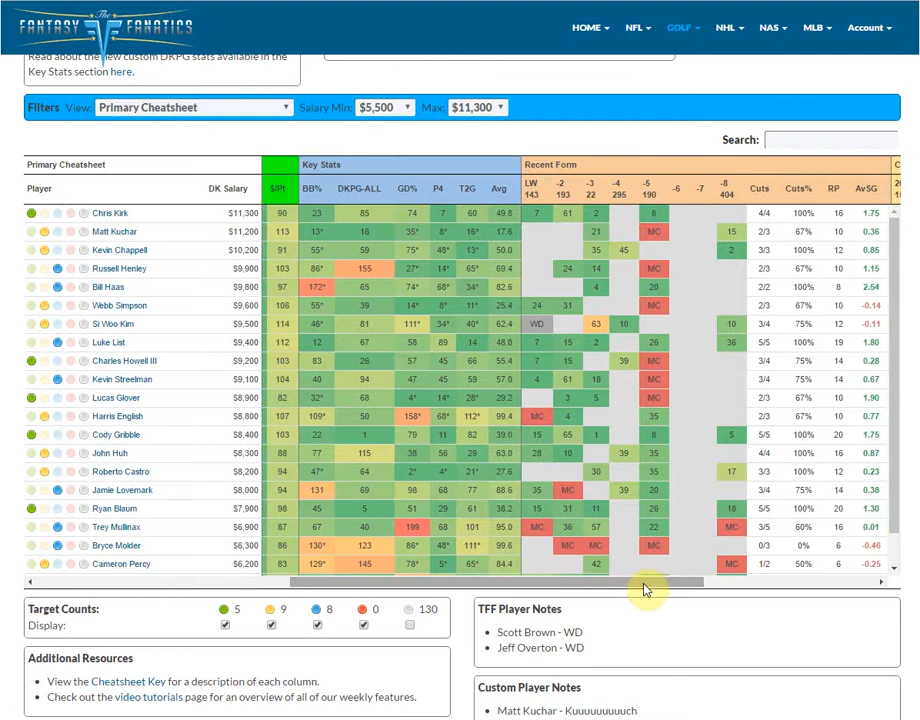 The
FANTASY FANATICS
HOME NFL GOLF NHL NAS MLB Account
Read about the new custom DKPG stats available in the
Key Stats section here.
Filters View: Primary Cheatsheet Salary Min: $5,500 Max: $11,300
Search:
Primary Cheatsheet Key Stats Recent Form
Player DK Salary $/Pt BB% DKPG-ALL GD% P4 T2G Avg LW 143 -2 193 -3 22 -4 295 -5 190 -6 -7 -8 404 Cuts Cuts% RP AvSG
Chris Kirk $11,300 90 23 85 74 7 60 49.8 7 61 2 8 4/4 100% 16 1.75
Matt Kuchar $11,200 113 13* 16 35* 8* 16* 17.6 21 MC 15 2/3 67% 10 0.36
Kevin Chappell $10,200 91 55* 59 75* 48* 13* 50.0 35 45 2 3/3 100% 12 0.85
Russell Henley $9,900 103 86* 155 27* 14* 65* 69.4 24 14 MC 2/3 67% 10 1.15
Bill Haas $9,800 97 172* 65 74* 68* 34* 82.6 4 20 2/2 100% 8 2.54
Webb Simpson $9,600 106 55* 39 14* 8* 11* 25.4 24 31 MC 2/3 67% 10 -0.14
Si Woo Kim $9,500 114 46* 81 111* 34* 40* 62.4 WD 63 10 10 3/4 75% 12 -0.11
Luke List $9,400 112 12 67 58 89 14 48.0 7 15 2 26 36 5/5 100% 19 1.80
Charles Howell III $9,200 103 83 26 57 45 66 55.4 7 15 39 MC 3/4 75% 14 0.28
Kevin Streelman $9,100 104 40 94 47 45 59 57.0 4 61 18 MC 3/4 75% 14 0.67
Lucas Glover $8,900 82 32* 68 4* 14* 28* 29.2 3 5 MC 2/3 67% 10 1.90
Harris English $8,800 107 109* 50 158* 68* 112* 99.4 MC 4 35 2/3 67% 10 0.77
Cody Gribble $8,400 103 22 1 79 11 82 39.0 15 65 1 8 5 5/5 100% 20 1.75
John Huh $8,300 88 77 115 38 56 29 63.0 28 10 39 35 4/4 100% 16 0.87
Roberto Castro $8,200 94 47* 64 2* 4* 21* 27.6 30 35 17 3/3 100% 12 0.23
Jamie Lovemark $8,000 94 131 69 98 68 77 88.6 35 MC 39 20 3/4 75% 14 0.38
Ryan Blaum $7,900 98 45 5 51 29 61 38.2 15 31 11 26 18 5/5 100% 20 1.30
Trey Mullinax $6,900 87 67 40 199 68 101 95.0 MC 36 57 22 MC 3/5 60% 16 0.01
Bryce Molder $6,300 86 130* 123 86* 48* 111* 99.6 MC MC MC 0/3 0% 6 -0.46
Cameron Percy $6,200 83 129* 145 78* 5* 65* 84.4 42 MC 1/2 50% 6 -0.25
Target Counts: 5 9 8 0 130
Display:
TFF Player Notes
Scott Brown - WD
Jeff Overton - WD
Additional Resources
View the Cheatsheet Key for a description of each column.
Check out the video tutorials page for an overview of all of our weekly features.
Custom Player Notes
Matt Kuchar - Kuuuuuuuuch